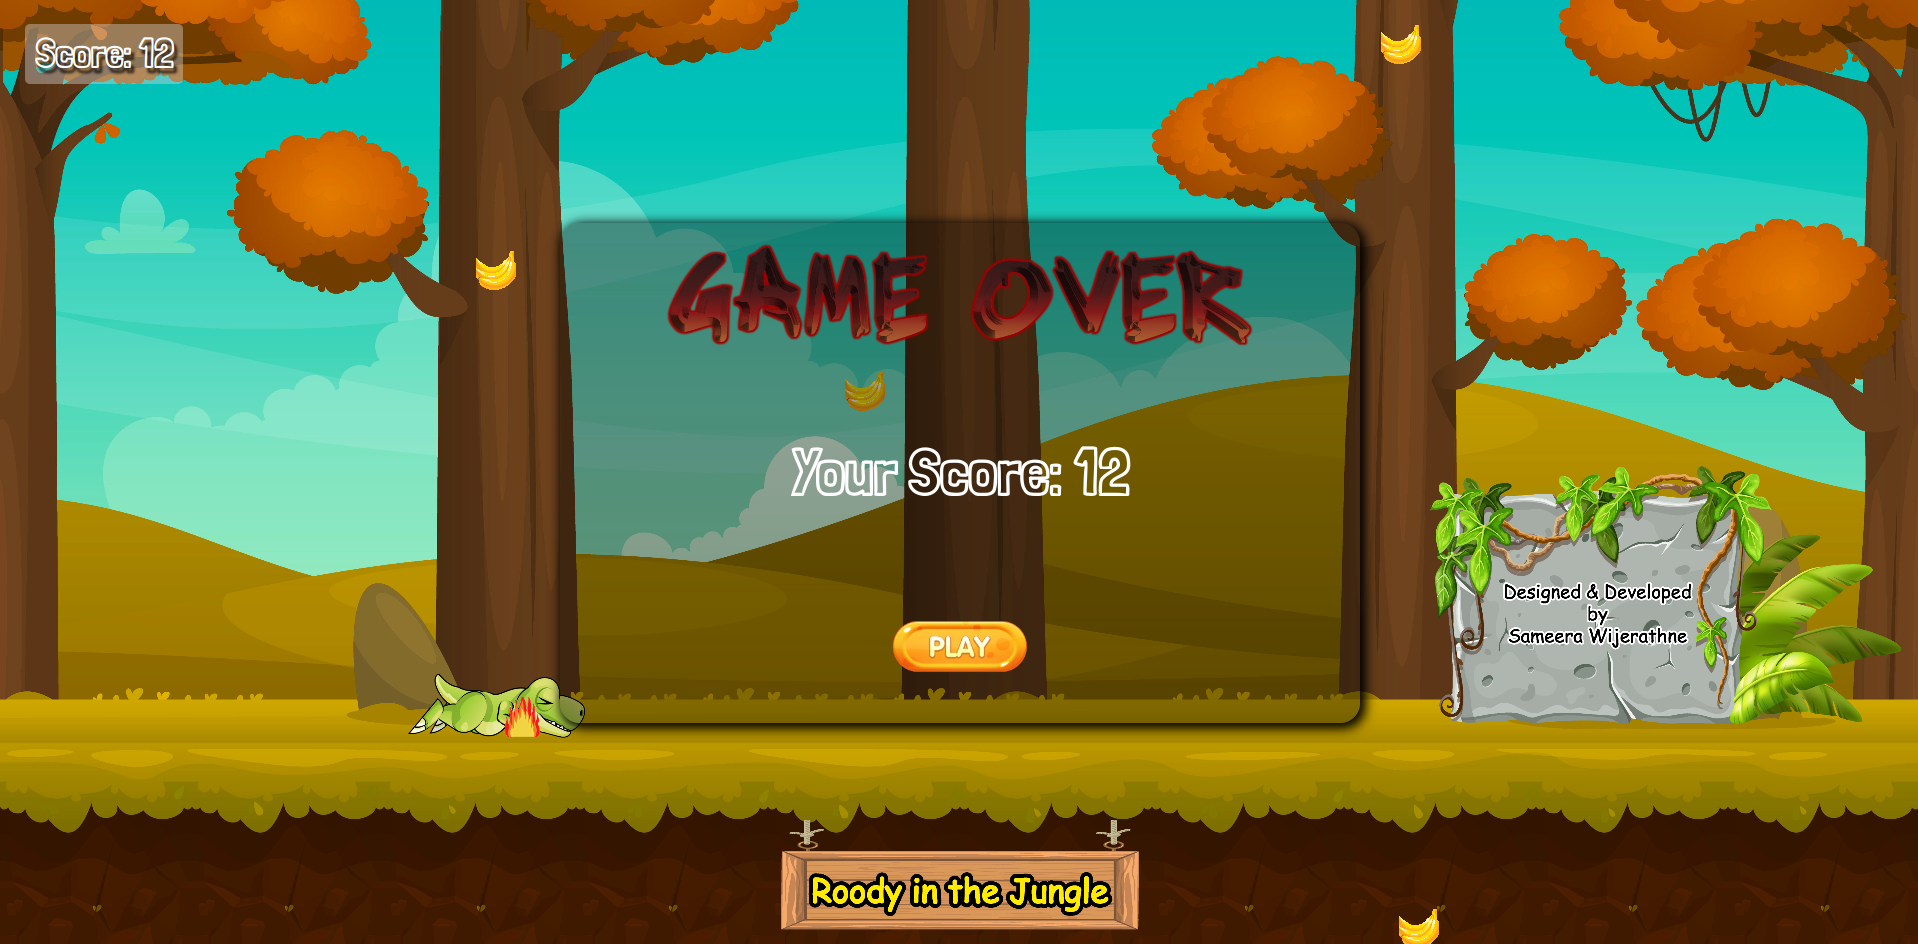 Score: 12
GAME OVER
Your Score: 12
Designed & Developed
by
Sameera Wijerathne
PLAY
Roody in the Jungle